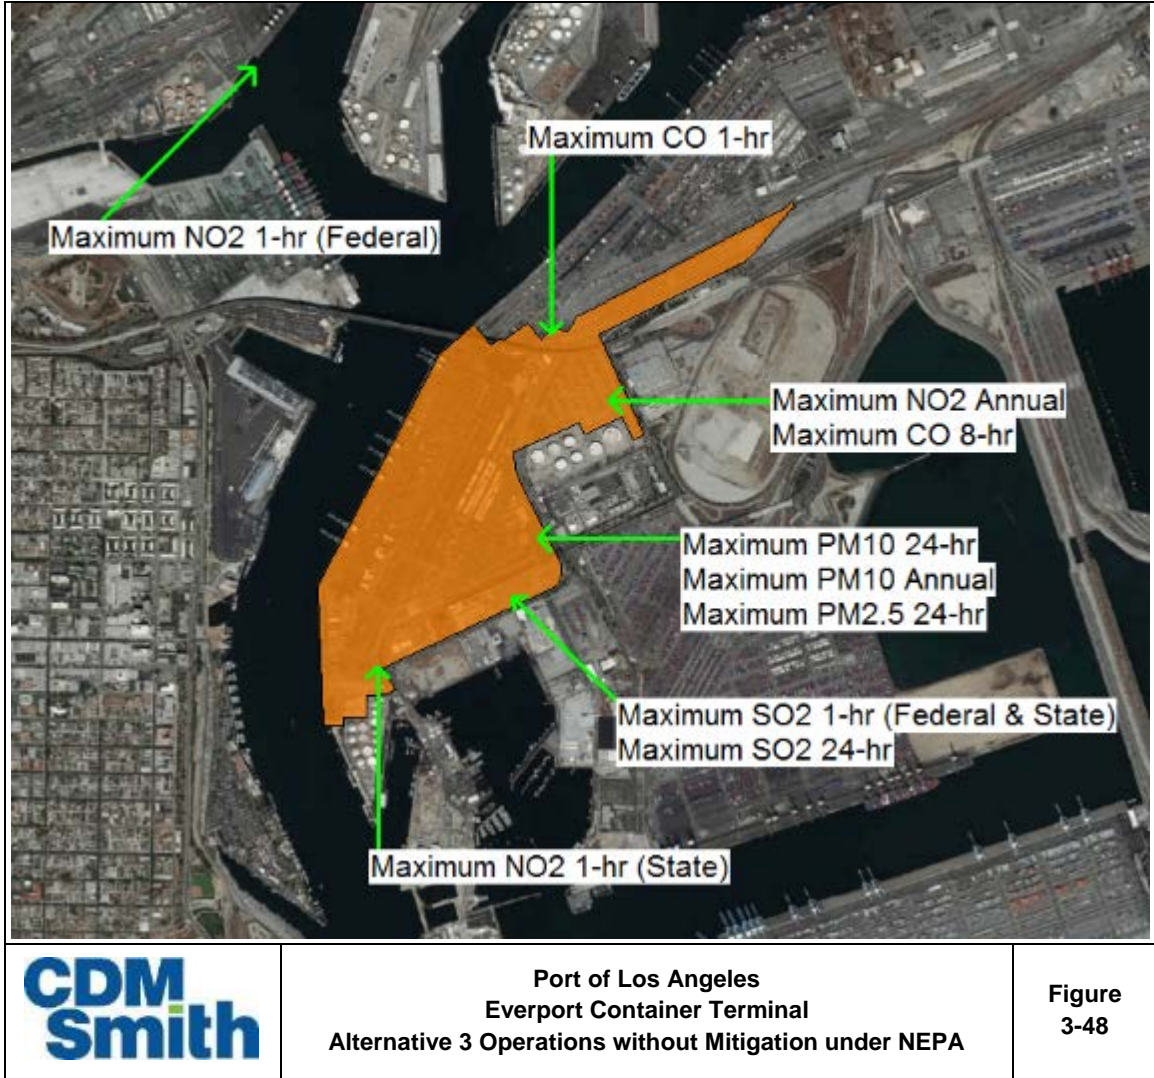 Maximum CO 1-hr
Maximum NO2 1-hr (Federal)
Maximum NO2 Annual
Maximum CO 8-hr
Maximum PM10 24-hr
Maximum PM10 Annual
Maximum PM2.5 24-hr
Maximum SO2 1-hr (Federal & State)
Maximum SO2 24-hr
Maximum NO2 1-hr (State)
CDM
Smith
Port of Los Angeles
Everport Container Terminal
Alternative 3 Operations without Mitigation under NEPA
Figure
3-48